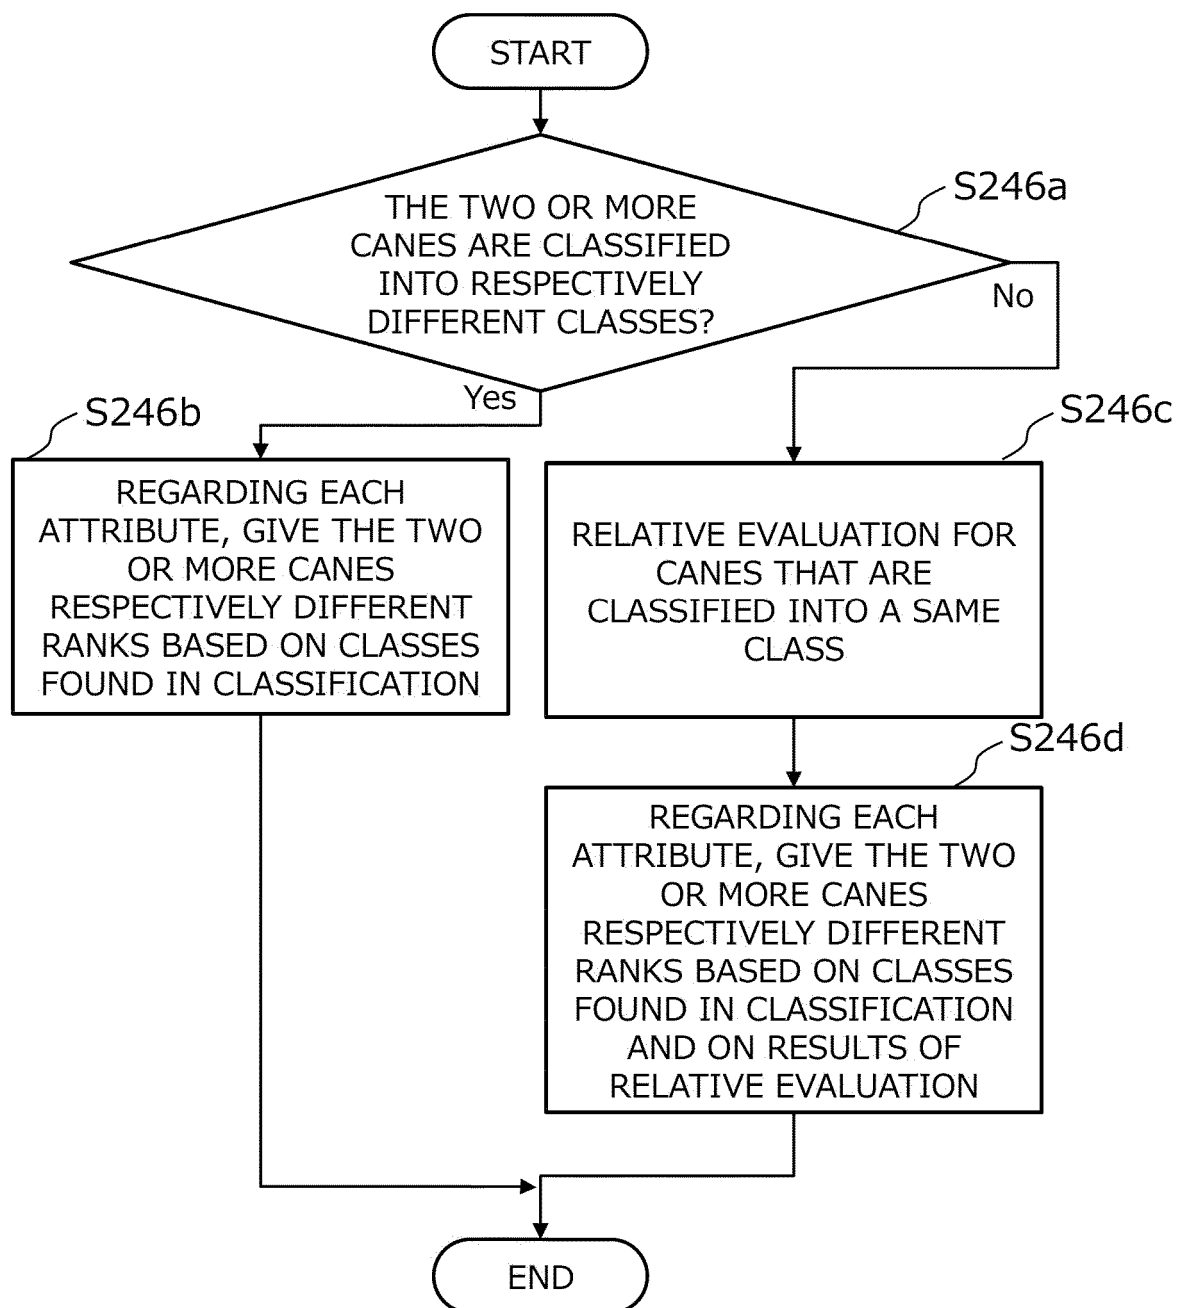 START
S246a
THE TWO OR MORE
CANES ARE CLASSIFIED
INTO RESPECTIVELY
DIFFERENT CLASSES?
No
Yes
S246b
REGARDING EACH
ATTRIBUTE, GIVE THE TWO
OR MORE CANES
RESPECTIVELY DIFFERENT
RANKS BASED ON CLASSES
FOUND IN CLASSIFICATION
S246c
RELATIVE EVALUATION FOR
CANES THAT ARE
CLASSIFIED INTO A SAME
CLASS
S246d
REGARDING EACH
ATTRIBUTE, GIVE THE TWO
OR MORE CANES
RESPECTIVELY DIFFERENT
RANKS BASED ON CLASSES
FOUND IN CLASSIFICATION
AND ON RESULTS OF
RELATIVE EVALUATION
END